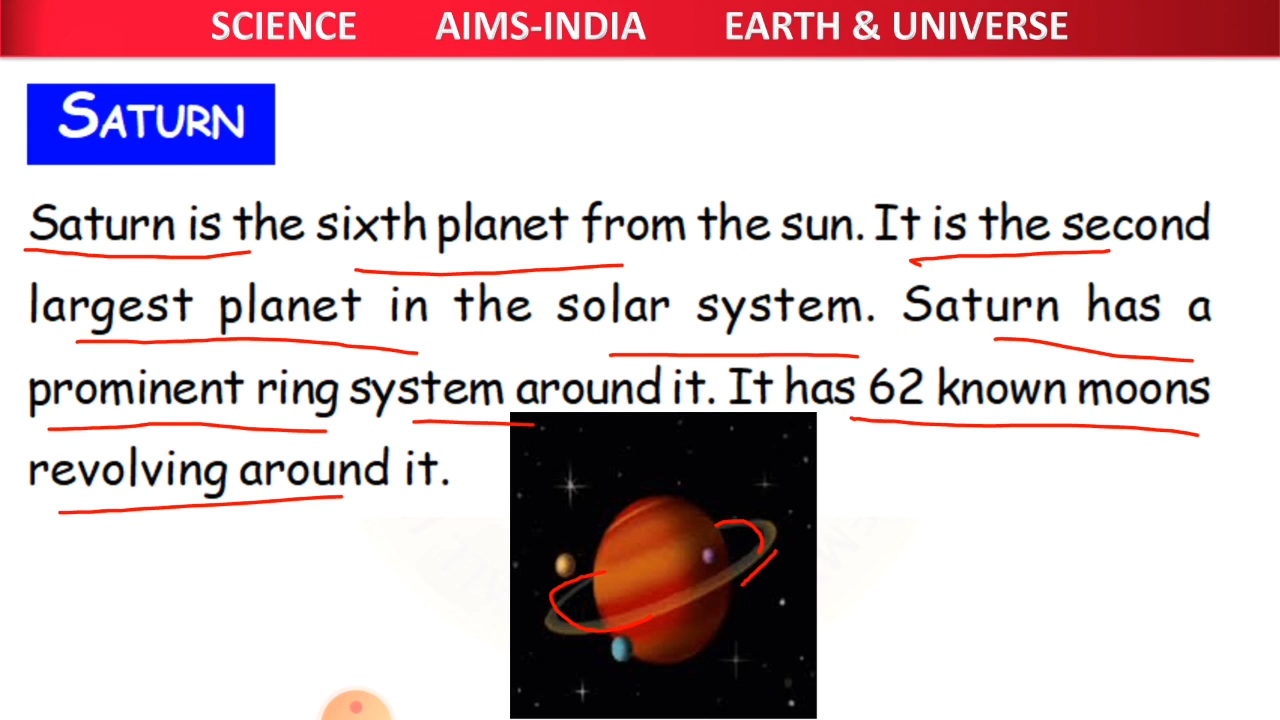 SCIENCE AIMS-INDIA EARTH & UNIVERSE
SATURN
Saturn is the sixth planet from the sun. It is the second
largest planet in the solar system. Saturn has a
prominent ring system around it. It has 62 known moons
revolving around it.